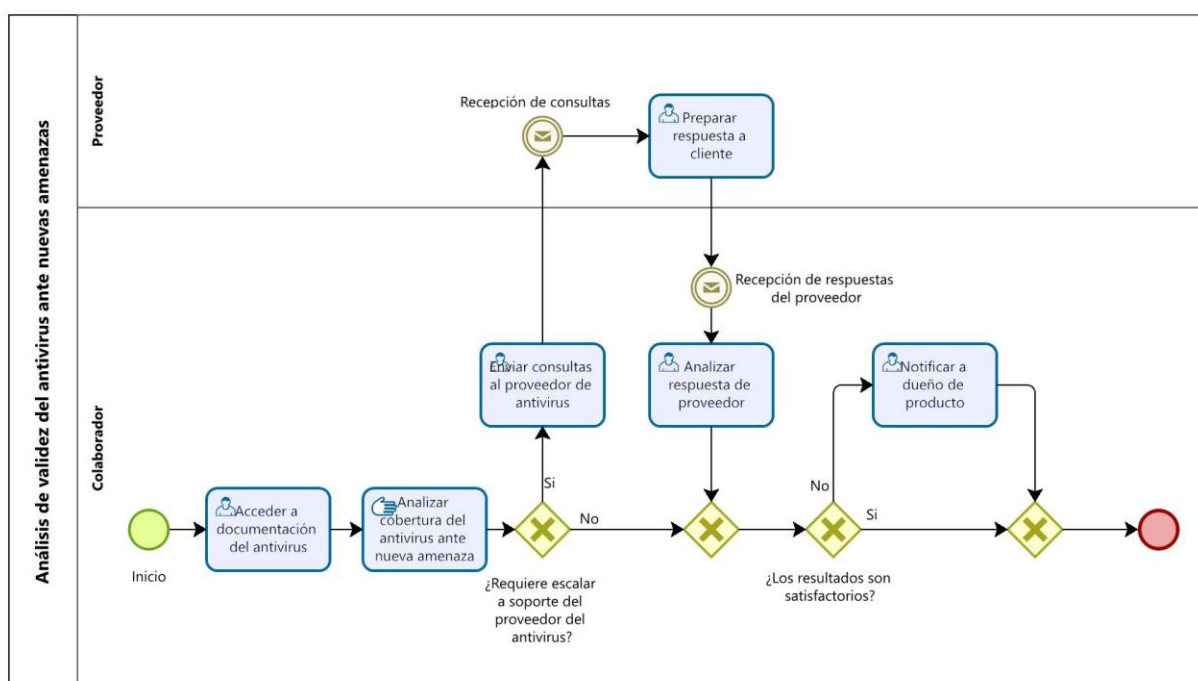 Análisis de validez del antivirus ante nuevas amenazas
Proveedor
Recepción de consultas
Preparar
respuesta a
cliente
Colaborador
Recepción de respuestas
del proveedor
Enviar consultas
al proveedor de
antivirus
Analizar
respuesta de
proveedor
Notificar a
dueño de
producto
Si
No
Acceder a
documentación
del antivirus
Analizar
cobertura del
antivirus ante
nueva amenaza
No
Si
Inicio
¿Requiere escalar
a soporte del
proveedor del
antivirus?
¿Los resultados son
satisfactorios?